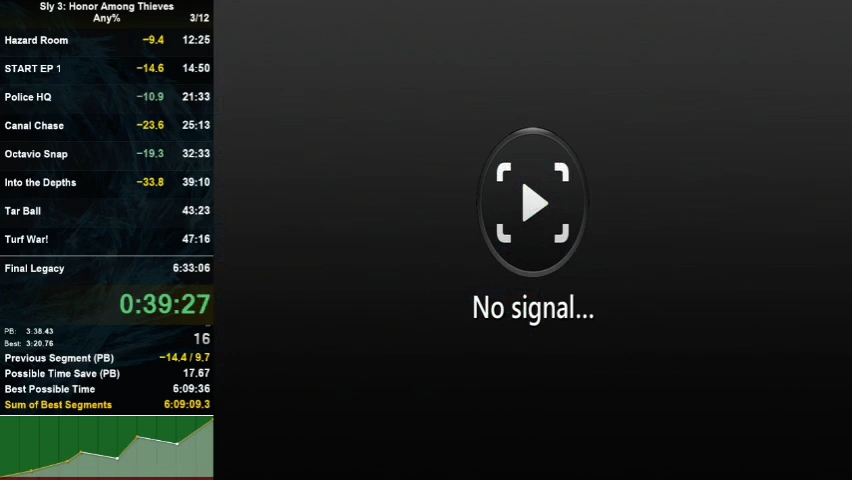 Sly 3: Honor Among Thieves
Any% 3/12
Hazard Room -9.4 12:25
START EP 1 -14.6 14:50
Police HQ -10.9 21:33
Canal Chase -23.6 25:13
Octavio Snap -19.3 32:33
Into the Depths -33.8 39:10
Tar Ball 43:23
Turf War! 47:16
Final Legacy 6:33:06
0:39:27
PB: 3:38.43
Best: 3:20.76
16
Previous Segment (PB) -14.4 / 9.7
Possible Time Save (PB) 17.67
Best Possible Time 6:09:36
Sum of Best Segments 6:09:09.3
No signal...